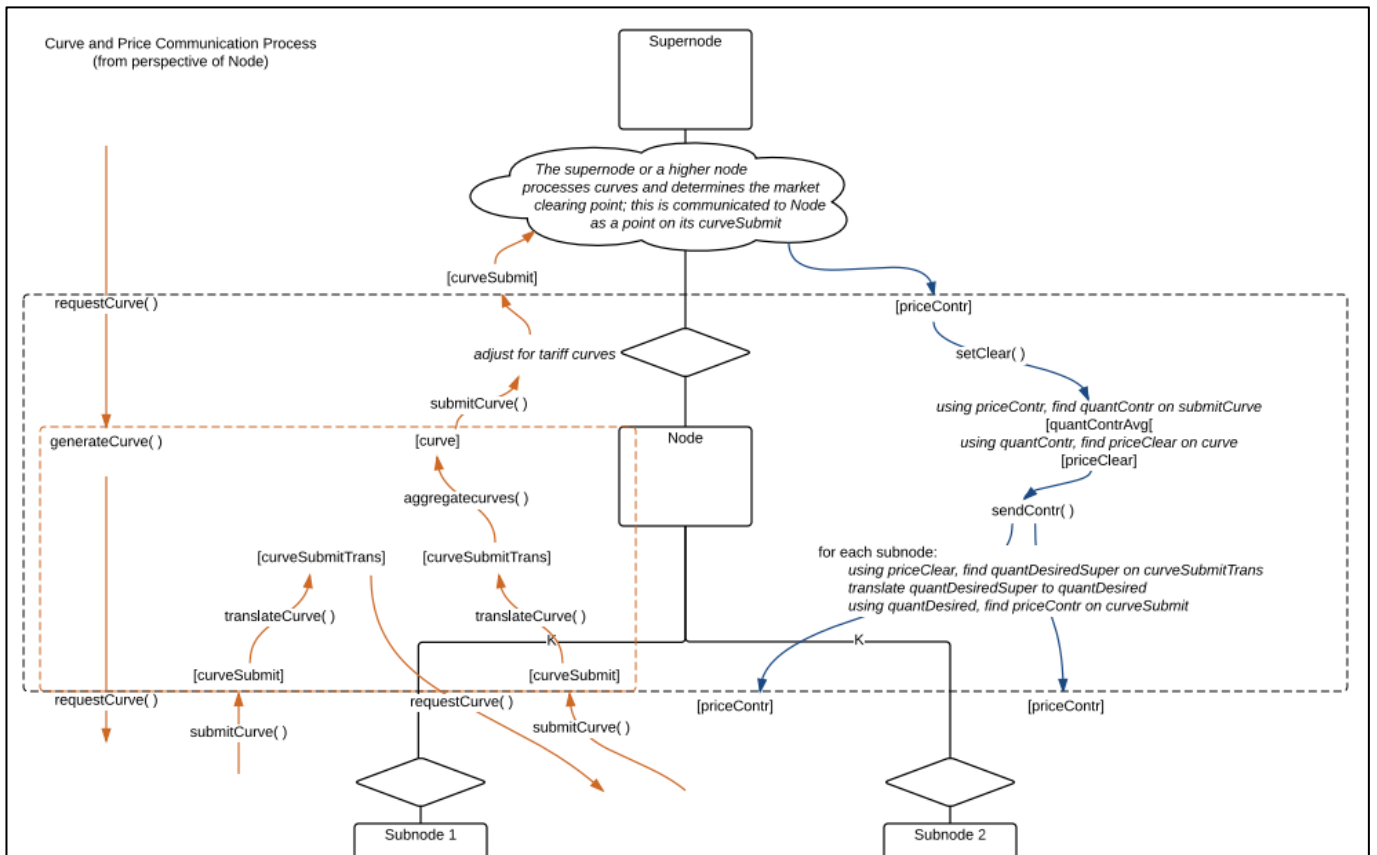 Curve and Price Communication Process
(from perspective of Node)
Supernode
The supernode or a higher node
processes curves and determines the market
clearing point; this is communicated to Node
as a point on its curveSubmit
[curveSubmit]
requestCurve( )
[priceContr]
setClear( )
adjust for tariff curves
submitCurve( )
using priceContr, find quantContr on submitCurve
[quantContrAvg[
using quantContr, find priceClear on curve
[priceClear]
generateCurve( )
[curve]
Node
aggregatecurves( )
sendContr( )
for each subnode:
using priceClear, find quantDesiredSuper on curveSubmitTrans
translate quantDesiredSuper to quantDesired
using quantDesired, find priceContr on curveSubmit
[curveSubmitTrans]
[curveSubmitTrans]
translateCurve( )
translateCurve( )
K
K
[curveSubmit]
[curveSubmit]
requestCurve( )
requestCurve( )
[priceContr]
[priceContr]
submitCurve( )
submitCurve( )
Subnode 1
Subnode 2